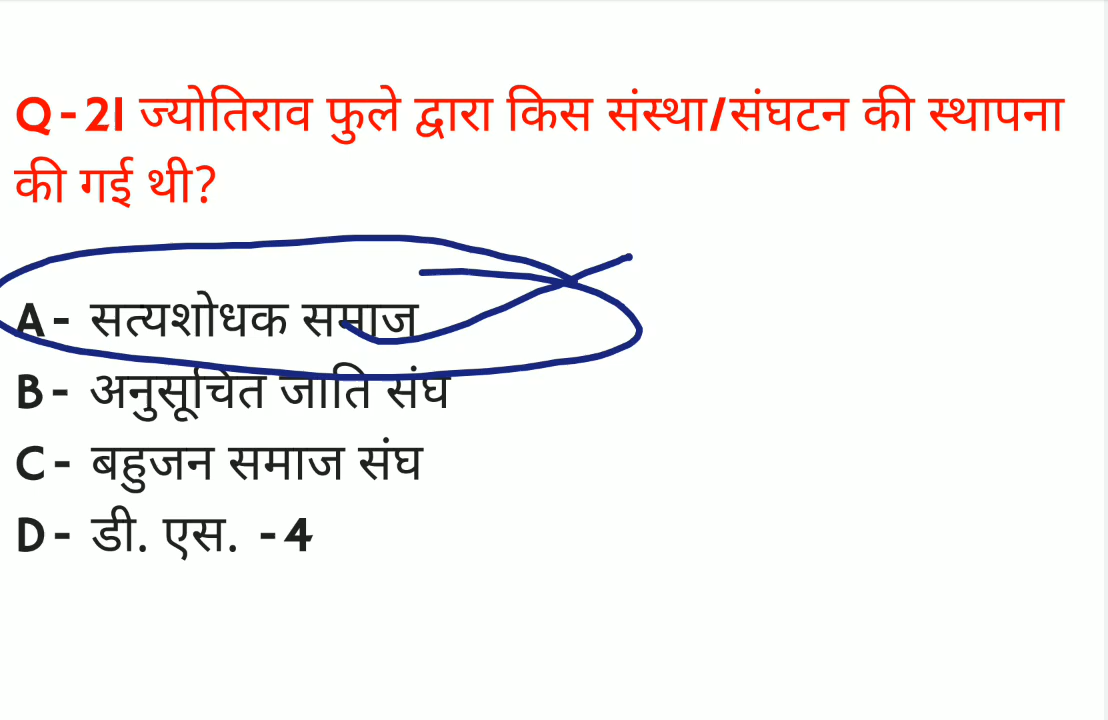 Q-21 ज्योतिराव फुले द्वारा किस संस्था/संघटन की स्थापना
की गई थी?
A- सत्यशोधक समाज
B- अनुसूचित जाति संघ
C- बहुजन समाज संघ
D- डी. एस. -4